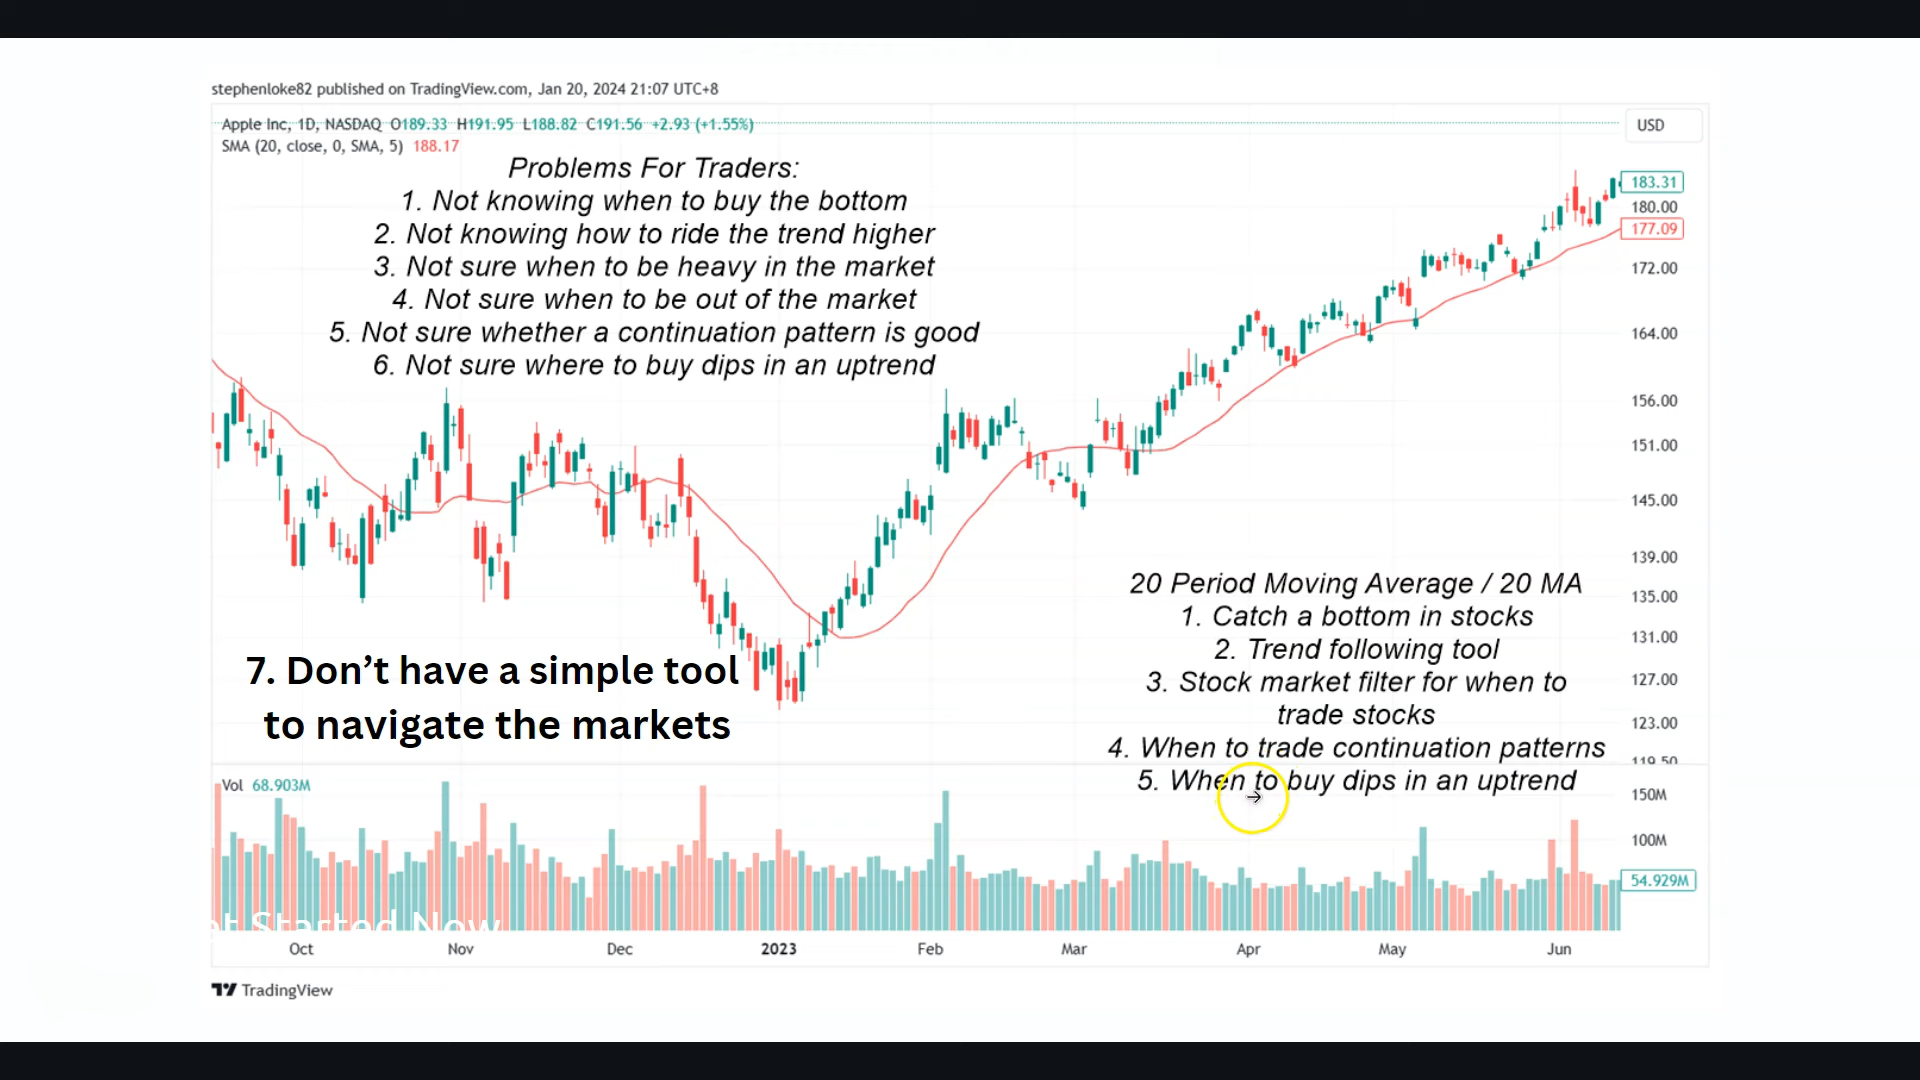 stephenloke82 published on TradingView.com, Jan 20, 2024 21:07 UTC+8
Apple Inc, 1D, NASDAQ O189.33 H191.95 L188.82 C191.56 +2.93 (+1.55%)
USD
SMA (20, close, 0, SMA, 5) 188.17
Problems For Traders:
1. Not knowing when to buy the bottom
2. Not knowing how to ride the trend higher
3. Not sure when to be heavy in the market
4. Not sure when to be out of the market
5. Not sure whether a continuation pattern is good
6. Not sure where to buy dips in an uptrend
7. Don’t have a simple tool
to navigate the markets
20 Period Moving Average / 20 MA
1. Catch a bottom in stocks
2. Trend following tool
3. Stock market filter for when to
trade stocks
4. When to trade continuation patterns
5. When to buy dips in an uptrend
183.31
180.00
177.09
172.00
164.00
156.00
151.00
145.00
139.00
135.00
131.00
127.00
123.00
119.50
Vol 68.903M
150M
100M
54.929M
et Started Now
Oct Nov Dec 2023 Feb Mar Apr May Jun
TradingView